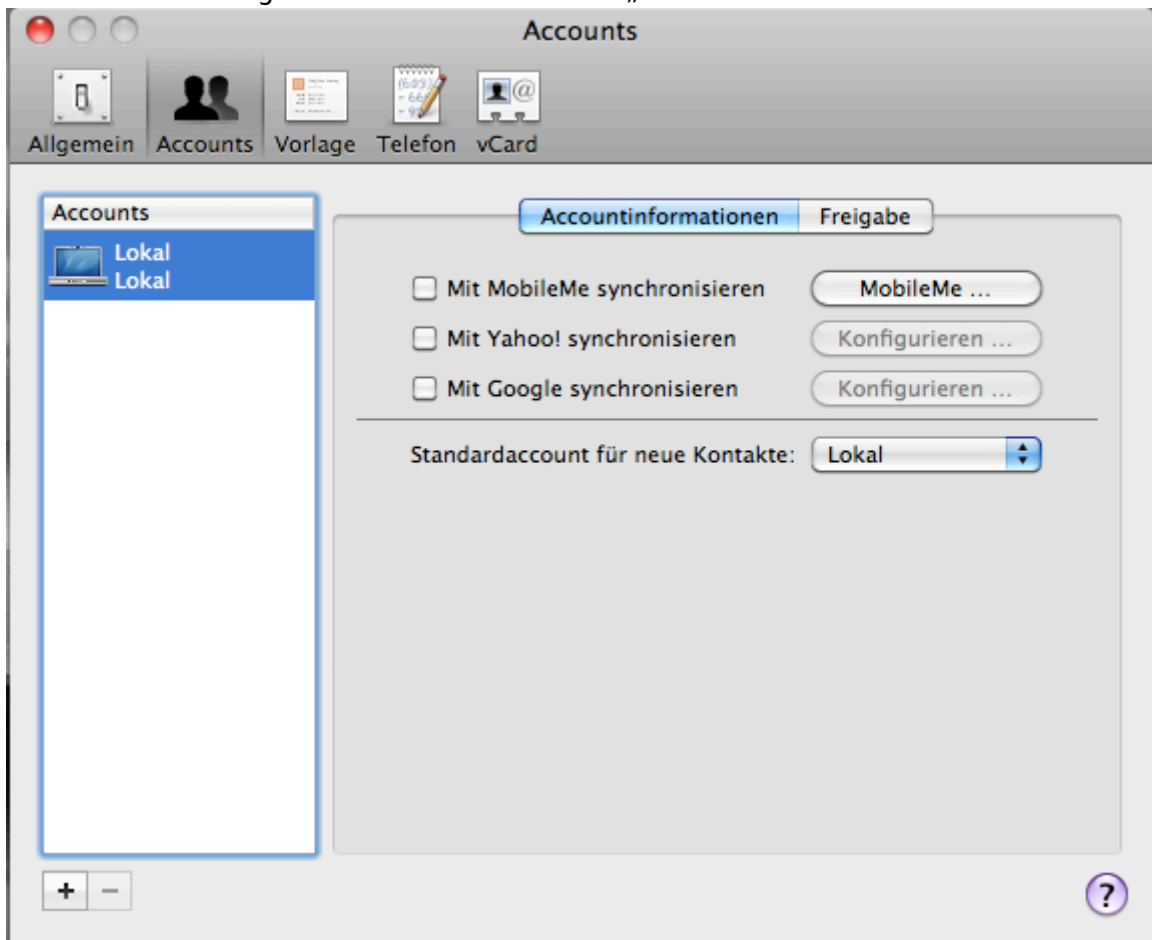 „
Accounts
Allgemein Accounts Vorlage Telefon vCard
Accounts
Lokal
Lokal
Accountinformationen Freigabe
Mit MobileMe synchronisieren MobileMe ...
Mit Yahoo! synchronisieren Konfigurieren ...
Mit Google synchronisieren Konfigurieren ...
Standardaccount für neue Kontakte: Lokal
+ −
?